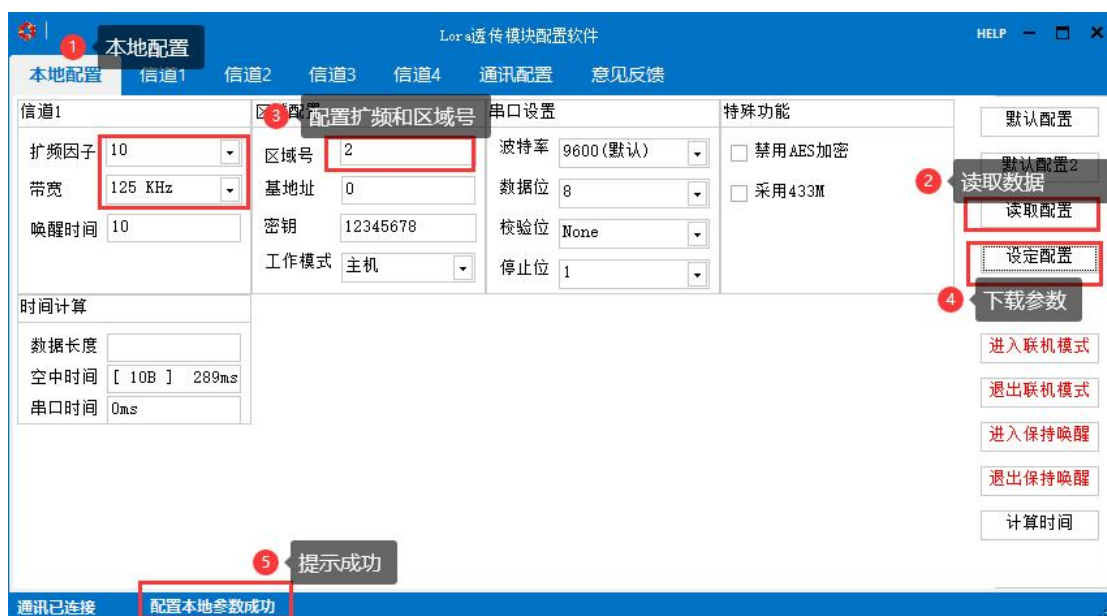 Lora透传模块配置软件
HELP
1 本地配置
本地配置 信道1 信道2 信道3 信道4 通讯配置 意见反馈
信道1
扩频因子 10
带宽 125 KHz
唤醒时间 10
3 配置扩频和区域号
区域号 2
基地址 0
密钥 12345678
工作模式 主机
串口设置
波特率 9600(默认)
数据位 8
校验位 None
停止位 1
特殊功能
禁用AES加密
采用433M
默认配置
默认配置2
2 读取数据
读取配置
设定配置
4 下载参数
进入联机模式
退出联机模式
进入保持唤醒
退出保持唤醒
计算时间
时间计算
数据长度
空中时间 [ 10B ] 289ms
串口时间 0ms
5 提示成功
通讯已连接 配置本地参数成功